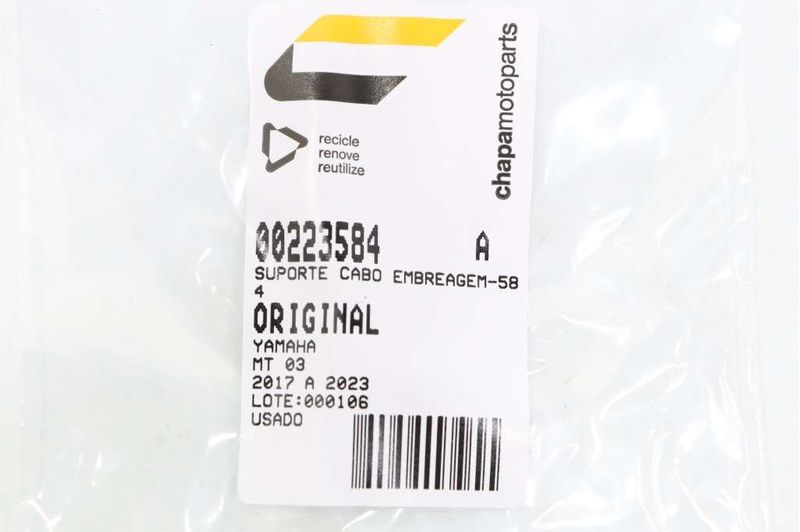 chapamotoparts
recicle
renove
reutilize
00223584 A
SUPORTE CABO EMBREAGEM-58
4
ORIGINAL
YAMAHA
MT 03
2017 A 2023
LOTE:000106
USADO